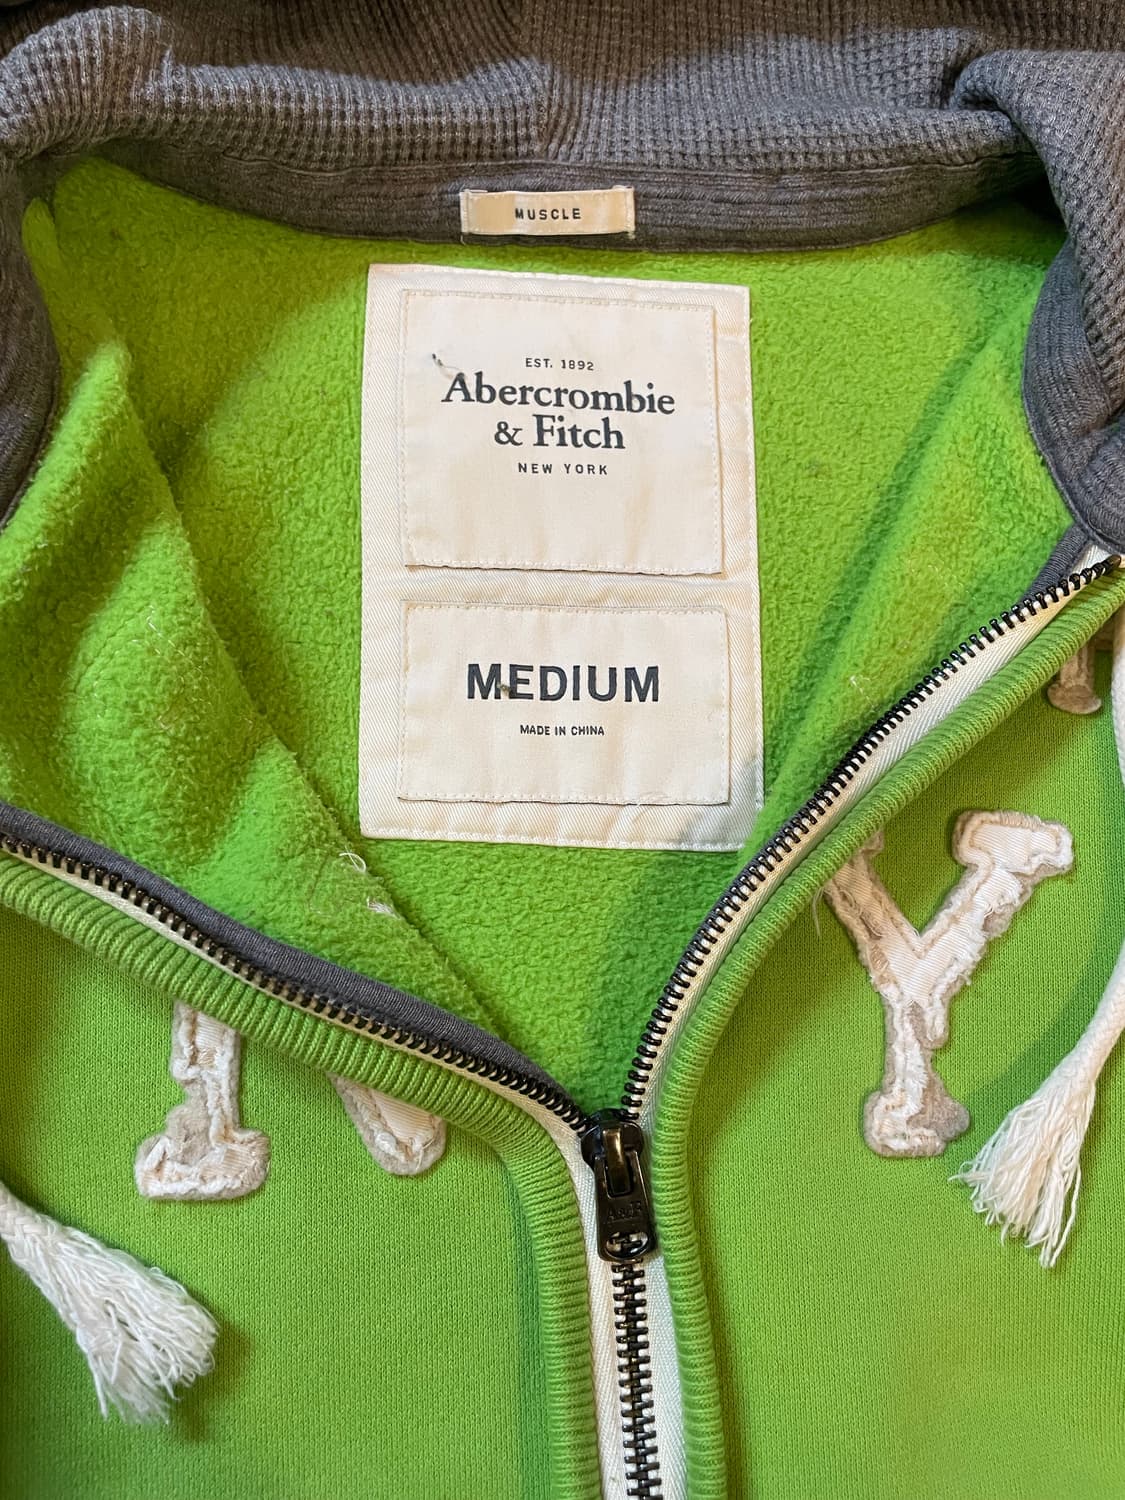 MUSCLE
EST. 1892
Abercrombie
& Fitch
NEW YORK
MEDIUM
MADE IN CHINA
Y
A&F